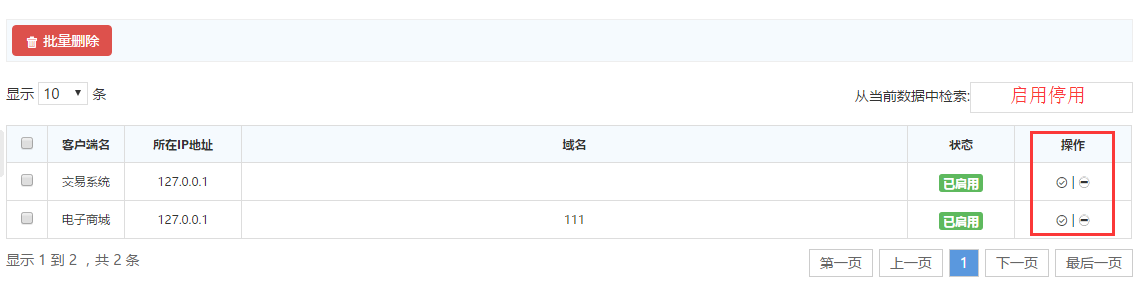 批量删除
显示 10 条
从当前数据中检索: 启用停用
客户端名 所在IP地址 域名 状态 操作
交易系统 127.0.0.1 已启用 |
电子商城 127.0.0.1 111 已启用 |
显示 1 到 2 ，共 2 条
第一页 上一页 1 下一页 最后一页